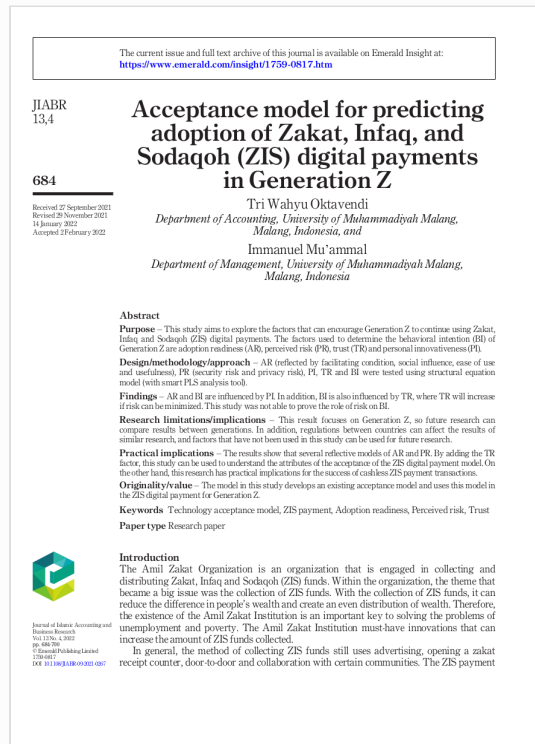 The current issue and full text archive of this journal is available on Emerald Insight at:
https://www.emerald.com/insight/1759-0817.htm
JIABR
13,4
684
Received 27 September 2021
Revised 29 November 2021
14 January 2022
Accepted 2 February 2022
Acceptance model for predicting
adoption of Zakat, Infaq, and
Sodaqoh (ZIS) digital payments
in Generation Z
Tri Wahyu Oktavendi
Department of Accounting, University of Muhammadiyah Malang,
Malang, Indonesia, and
Immanuel Mu'ammal
Department of Management, University of Muhammadiyah Malang,
Malang, Indonesia
Abstract
Purpose – This study aims to explore the factors that can encourage Generation Z to continue using Zakat,
Infaq and Sodaqoh (ZIS) digital payments. The factors used to determine the behavioral intention (BI) of
Generation Z are adoption readiness (AR), perceived risk (PR), trust (TR) and personal innovativeness (PI).
Design/methodology/approach – AR (reflected by facilitating condition, social influence, ease of use
and usefulness), PR (security risk and privacy risk), PI, TR and BI were tested using structural equation
model (with smart PLS analysis tool).
Findings – AR and BI are influenced by PI. In addition, BI is also influenced by TR, where TR will increase
if risk can be minimized. This study was not able to prove the role of risk on BI.
Research limitations/implications – This result focuses on Generation Z, so future research can
compare results between generations. In addition, regulations between countries can affect the results of
similar research, and factors that have not been used in this study can be used for future research.
Practical implications – The results show that several reflective models of AR and PR. By adding the TR
factor, this study can be used to understand the attributes of the acceptance of the ZIS digital payment model. On
the other hand, this research has practical implications for the success of cashless ZIS payment transactions.
Originality/value – The model in this study develops an existing acceptance model and uses this model in
the ZIS digital payment for Generation Z.
Keywords Technology acceptance model, ZIS payment, Adoption readiness, Perceived risk, Trust
Paper type Research paper
Introduction
The Amil Zakat Organization is an organization that is engaged in collecting and
distributing Zakat, Infaq and Sodaqoh (ZIS) funds. Within the organization, the theme that
became a big issue was the collection of ZIS funds. With the collection of ZIS funds, it can
reduce the difference in people's wealth and create an even distribution of wealth. Therefore,
the existence of the Amil Zakat Institution is an important key to solving the problems of
unemployment and poverty. The Amil Zakat Institution must-have innovations that can
increase the amount of ZIS funds collected.
In general, the method of collecting ZIS funds still uses advertising, opening a zakat
receipt counter, door-to-door and collaboration with certain communities. The ZIS payment
Journal of Islamic Accounting and
Business Research
Vol. 13 No. 4, 2022
pp. 684-700
© Emerald Publishing Limited
1759-0817
DOI 10.1108/JIABR-09-2021-0267